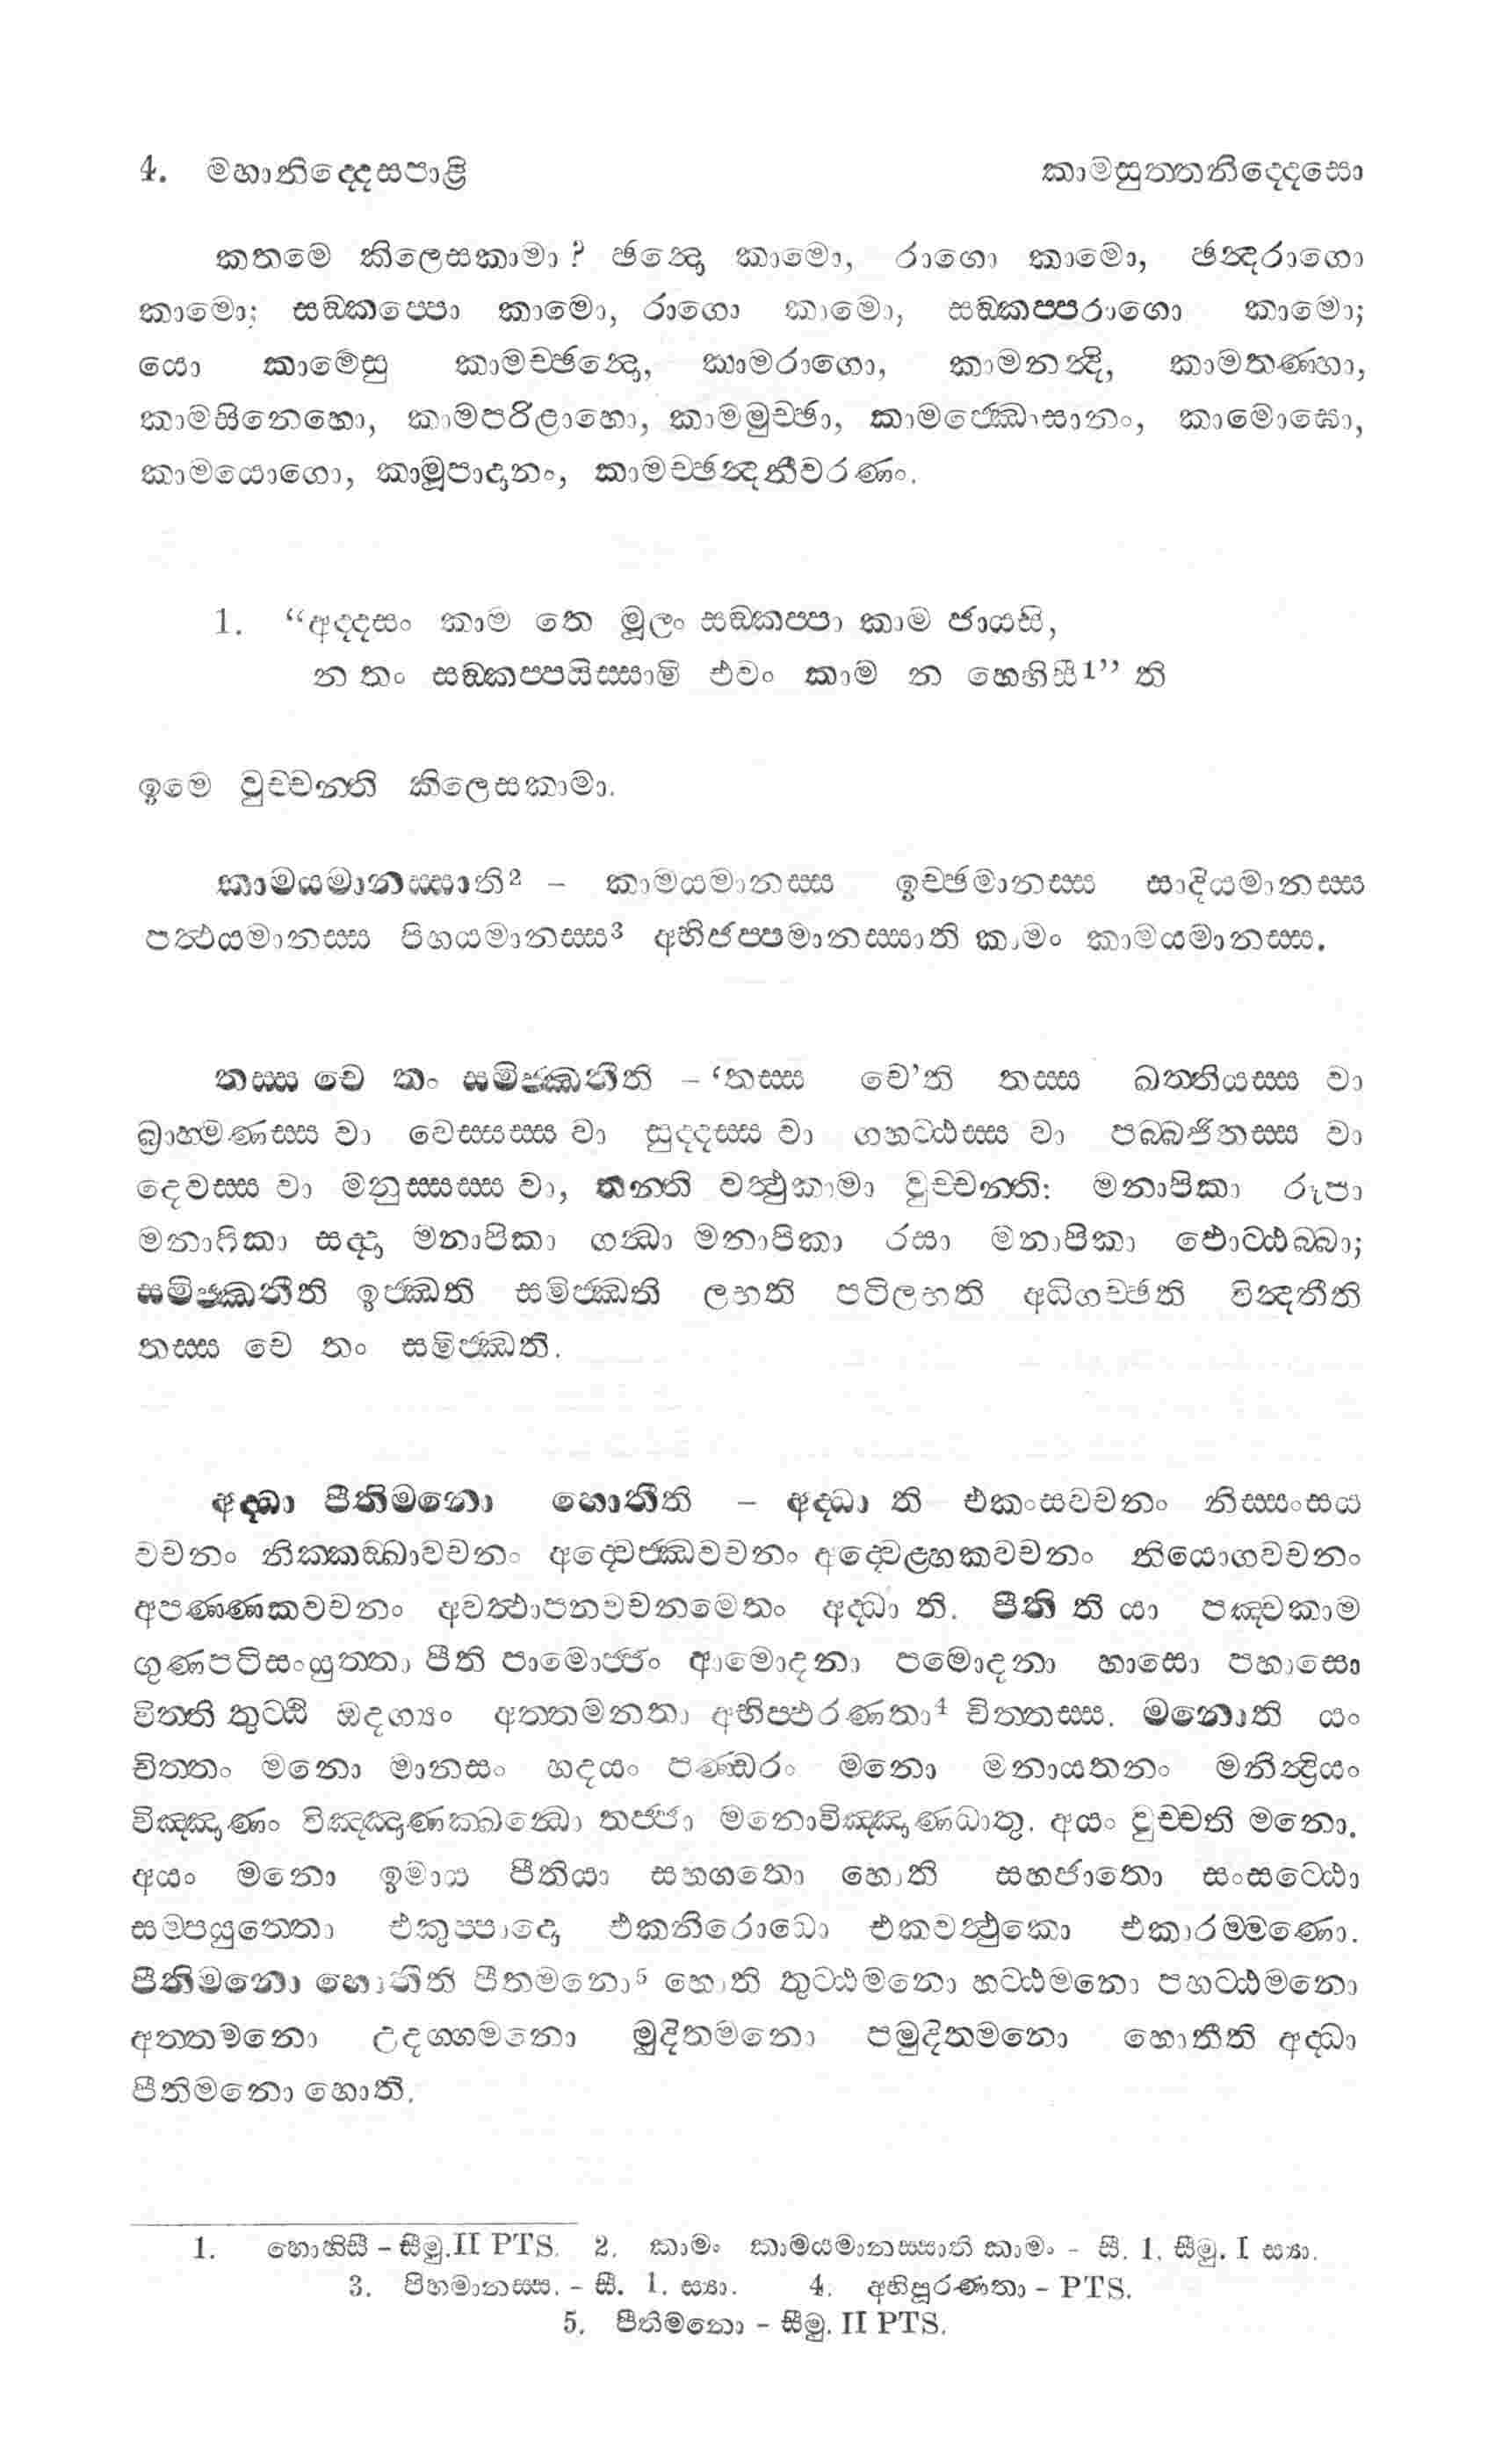 4. මහානිද්දෙසපාළි කාමසුත්තනිද්දෙසො
කතමෙ කිලෙසකාමා? ඡන්දො කාමො, රාගො කාමො, ඡන්දරාගො
කාමො; සඞ්කප්පො කාමො, රාගො කාමො, සඞ්කප්පරාගො කාමො;
යො කාමෙසු කාමච්ඡන්දො, කාමරාගො, කාමනන්දි, කාමතණ්හා,
කාමසිනෙහො, කාමපරිළාහො, කාමමුච්ඡා, කාමජ්ඣොසානං, කාමොඝො,
කාමයොගො, කාමූපාදානං, කාමච්ඡන්දනීවරණං.
1. “අද්දසං කාම තෙ මූලං සඞ්කප්පා කාම ජායසි,
න තං සඞ්කප්පයිස්සාමි එවං කාම න හෙහිසී1” ති
ඉමෙ වුච්චන්ති කිලෙසකාමා.
කාමයමානස්සාති2 – කාමයමානස්ස ඉච්ඡමානස්ස සාදියමානස්ස
පත්ථයමානස්ස පිහයමානස්ස3 අභිජප්පමානස්සාති කාමං කාමයමානස්ස.
තස්ස චෙ තං සමිජ්ඣතීති – ‘තස්ස චෙ’ති තස්ස ඛත්තියස්ස වා
බ්‍රාහ්මණස්ස වා වෙස්සස්ස වා සුද්දස්ස වා ගහට්ඨස්ස වා පබ්බජිතස්ස වා
දෙවස්ස වා මනුස්සස්ස වා, තන්ති වත්ථුකාමා වුච්චන්ති: මනාපිකා රූපා
මනාපිකා සද්දා මනාපිකා ගන්ධා මනාපිකා රසා මනාපිකා ඵොට්ඨබ්බා;
සමිජ්ඣතීති ඉජ්ඣති සමිජ්ඣති ලභති පටිලභති අධිගච්ඡති වින්දතීති
තස්ස චෙ තං සමිජ්ඣති.
අද්ධා පීතිමනො හොතීති – අද්ධා ති එකංසවචනං නිස්සංසය
වචනං නික්කඞ්ඛාවචනං අද්වෙජ්ඣවචනං අද්වෙළ්හකවචනං නියොගවචනං
අපණ්ණකවචනං අවත්ථාපනවචනමෙතං අද්ධා ති. පීති ති යා පඤ්චකාම
ගුණපටිසංයුත්තා පීති පාමොජ්ජං ආමොදනා පමොදනා හාසො පහාසො
විත්ති තුට්ඨි ඔදග්‍යං අත්තමනතා අභිප්ඵරණතා4 චිත්තස්ස. මනොති යං
චිත්තං මනො මානසං හදයං පණ්ඩරං මනො මනායතනං මනින්ද්‍රියං
විඤ්ඤාණං විඤ්ඤාණක්ඛන්ධො තජ්ජා මනොවිඤ්ඤාණධාතු. අයං වුච්චති මනො.
අයං මනො ඉමාය පීතියා සහගතො හොති සහජාතො සංසට්ඨො
සම්පයුත්තො එකුප්පාදො එකනිරොධො එකවත්ථුකො එකාරම්මණො.
පීතිමනො හොතීති පීතමනො5 හොති තුට්ඨමනො හට්ඨමනො පහට්ඨමනො
අත්තමනො උදග්ගමනො මුදිතමනො පමුදිතමනො හොතීති අද්ධා
පීතිමනො හොති.
1. හොහිසී – සීමු.II PTS. 2. කාමං කාමයමානස්සාති කාමං – සී. 1. සීමු. I ස්‍යා.
3. පිහමානස්ස. – සී. 1. ස්‍යා. 4. අභිපූරණතා – PTS.
5. පීතිමනො – සීමු. II PTS.